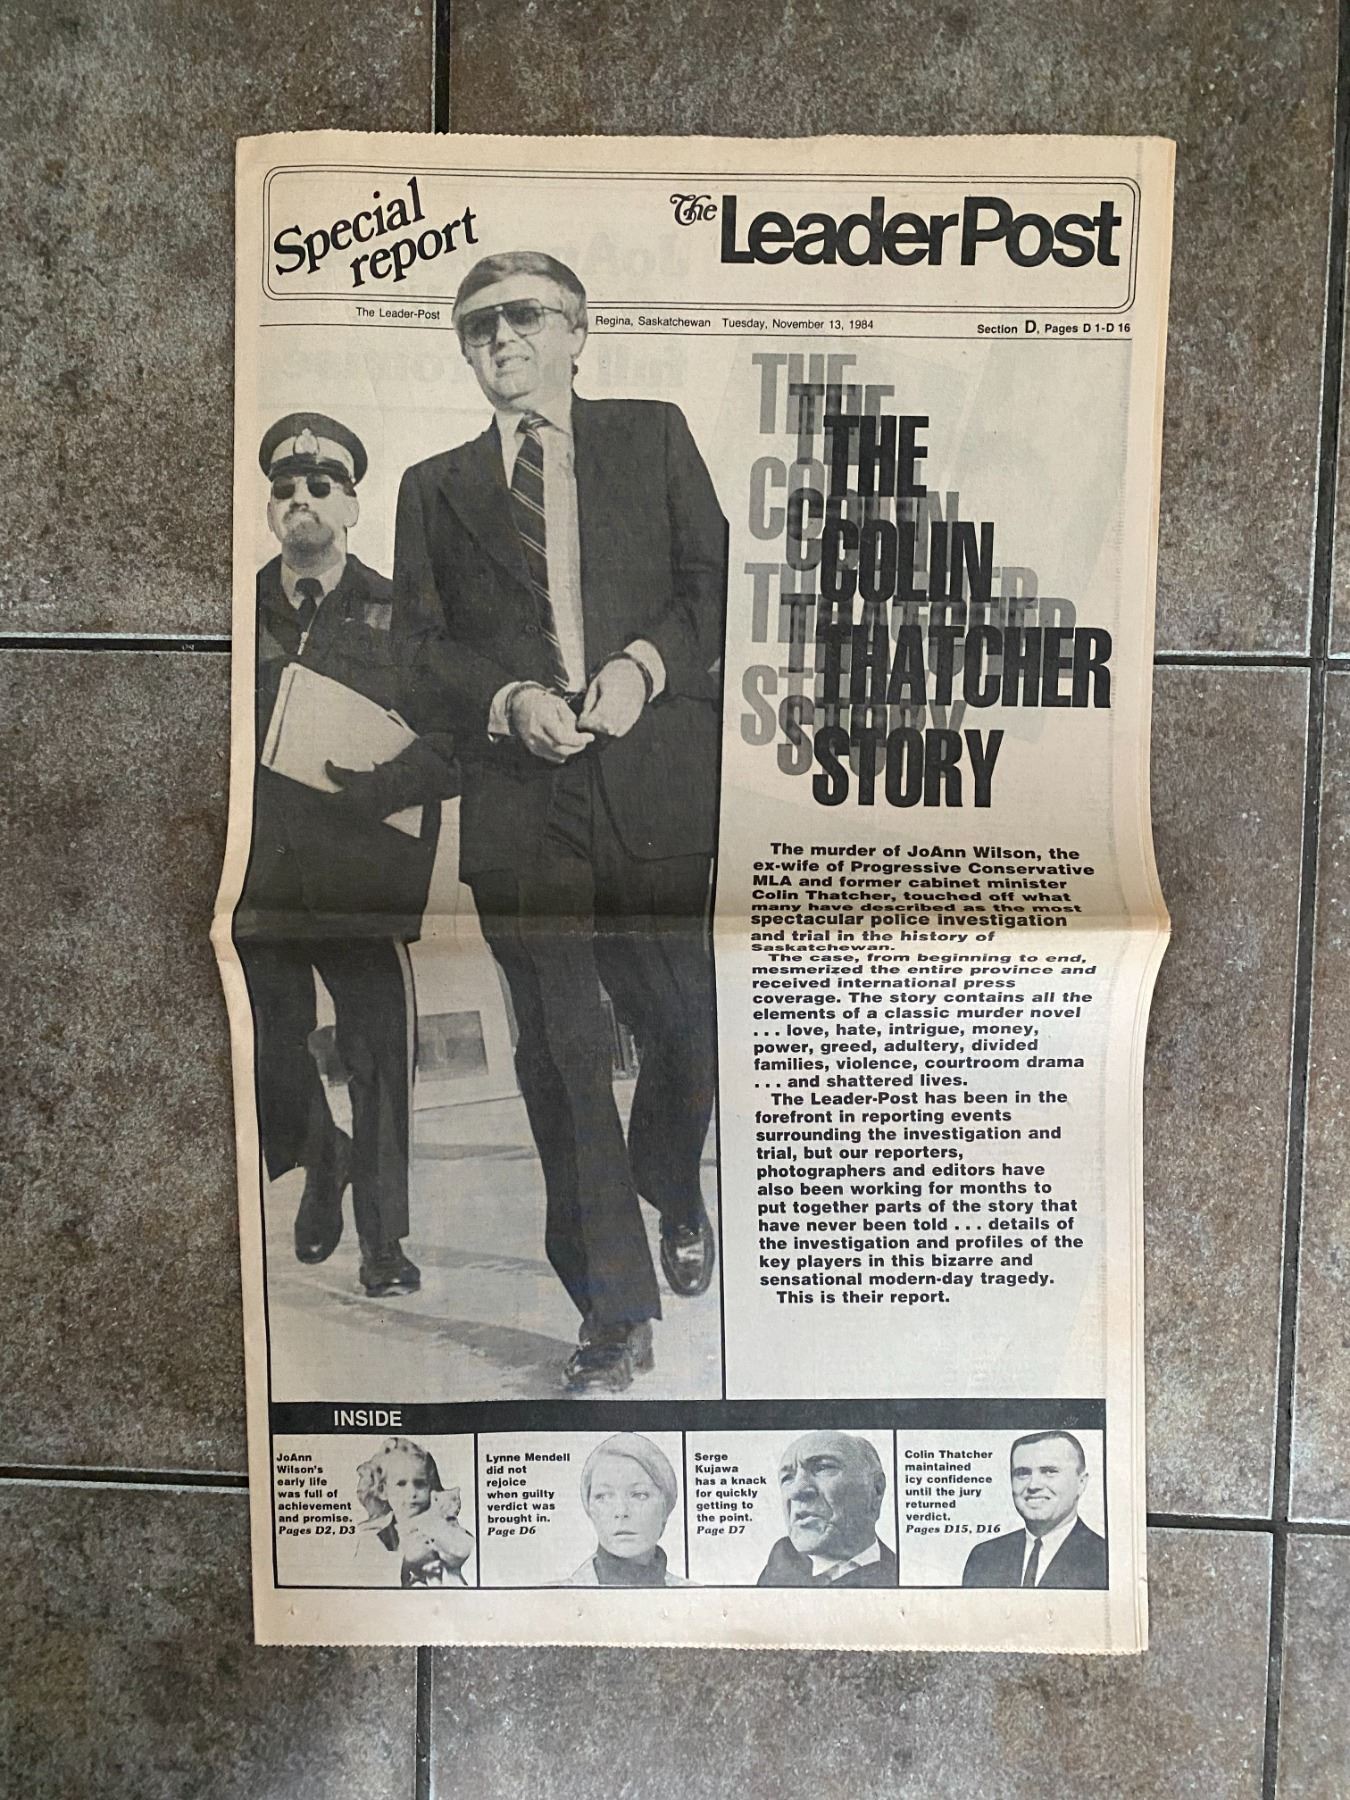 Special
report
The LeaderPost
The Leader-Post
Regina, Saskatchewan Tuesday, November 13, 1984
Section D, Pages D 1-D 16
THE
COLIN
THATCHER
STORY
The murder of JoAnn Wilson, the
ex-wife of Progressive Conservative
MLA and former cabinet minister
Colin Thatcher, touched off what
many have described as the most
spectacular police investigation
and trial in the history of
Saskatchewan.
The case, from beginning to end,
mesmerized the entire province and
received international press
coverage. The story contains all the
elements of a classic murder novel
. . . love, hate, intrigue, money,
power, greed, adultery, divided
families, violence, courtroom drama
. . . and shattered lives.
The Leader-Post has been in the
forefront in reporting events
surrounding the investigation and
trial, but our reporters,
photographers and editors have
also been working for months to
put together parts of the story that
have never been told . . . details of
the investigation and profiles of the
key players in this bizarre and
sensational modern-day tragedy.
This is their report.
INSIDE
JoAnn
Wilson's
early life
was full of
achievement
and promise.
Pages D2, D3
Lynne Mendell
did not
rejoice
when guilty
verdict was
brought in.
Page D6
Serge
Kujawa
has a knack
for quickly
getting to
the point.
Page D7
Colin Thatcher
maintained
icy confidence
until the jury
returned
verdict.
Pages D15, D16